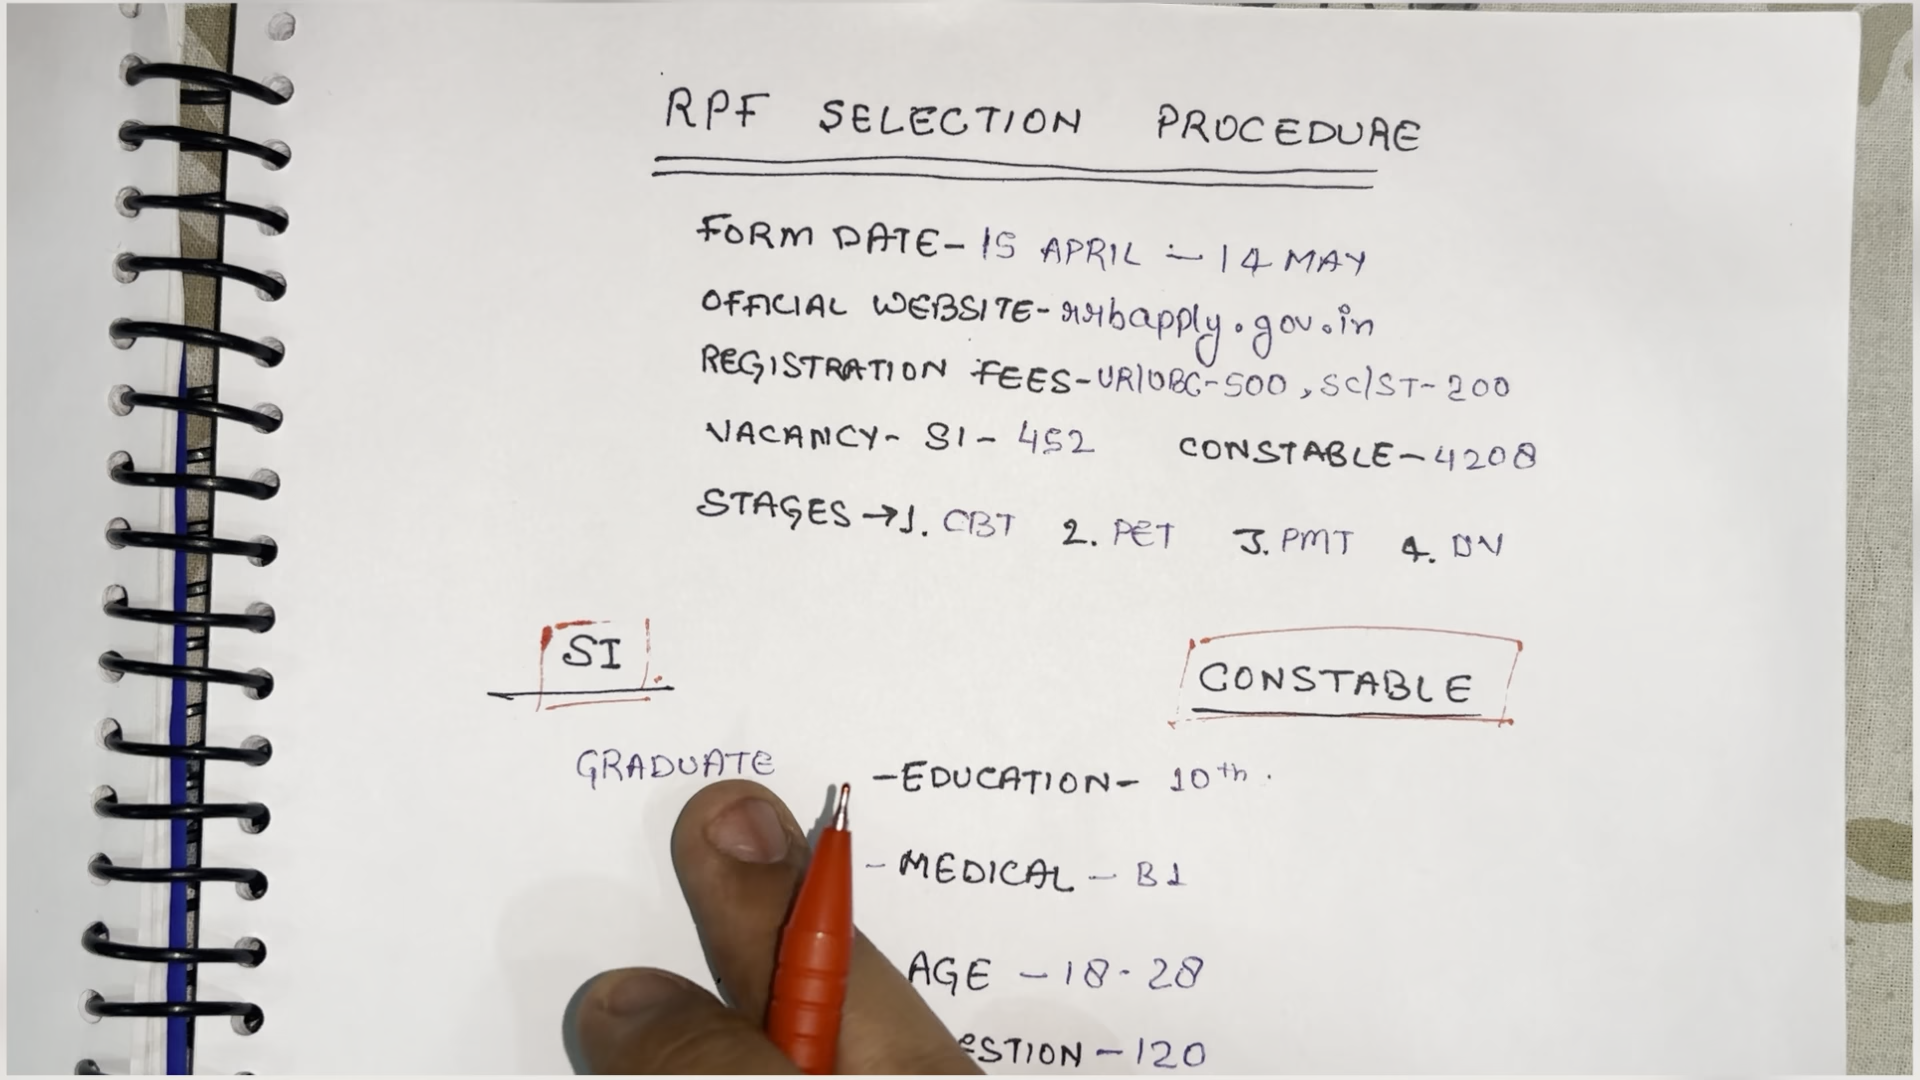 RPF SELECTION PROCEDURE
FORM DATE- 15 APRIL - 14 MAY
OFFICIAL WEBSITE- rrbapply.gov.in
REGISTRATION FEES-UR/OBC-500, SC/ST-200
VACANCY- SI- 452 CONSTABLE-4208
STAGES →1. CBT 2. PET 3. PMT 4. DV
SI CONSTABLE
GRADUATE -EDUCATION- 10th.
-MEDICAL - B1
AGE - 18-28
ESTION-120